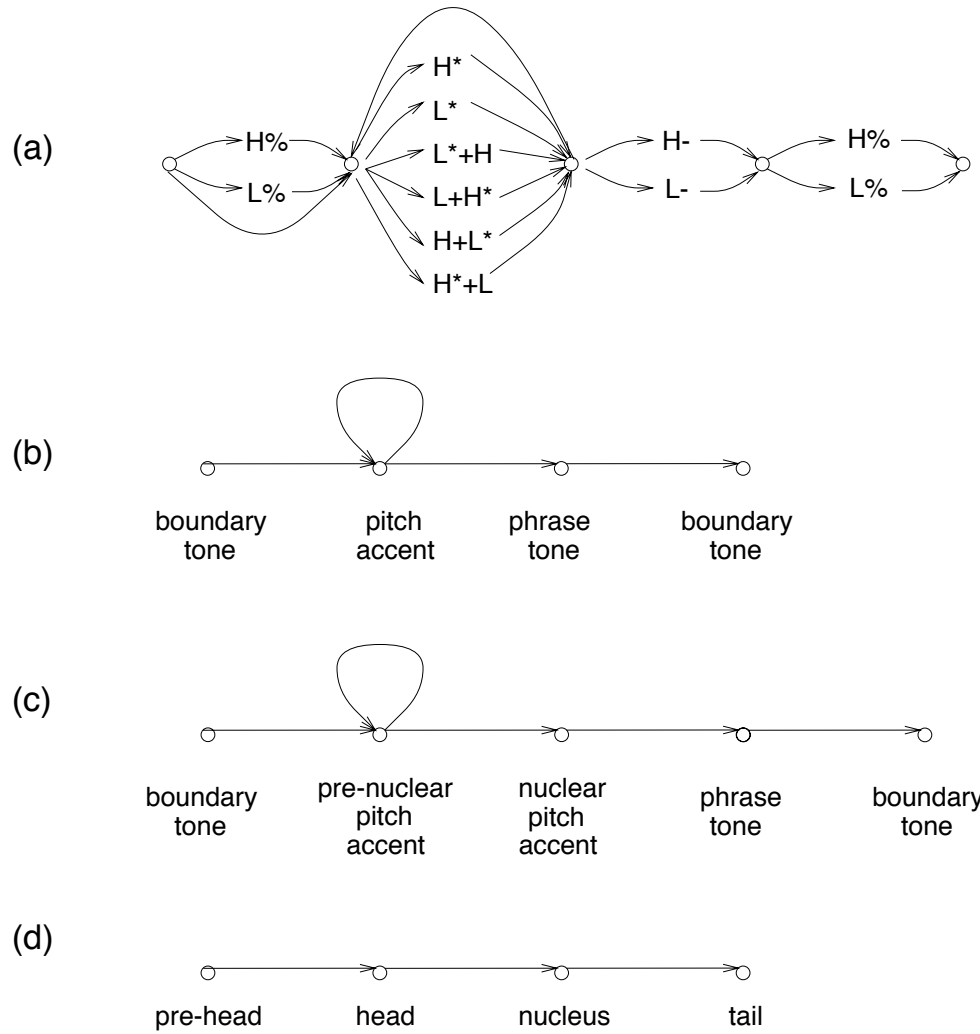 (a)
H*
L*
H% L*+H H- H%
L% L+H* L- L%
H+L*
H*+L
(b)
boundary tone
pitch accent
phrase tone
boundary tone
(c)
boundary tone
pre-nuclear pitch accent
nuclear pitch accent
phrase tone
boundary tone
(d)
pre-head head nucleus tail